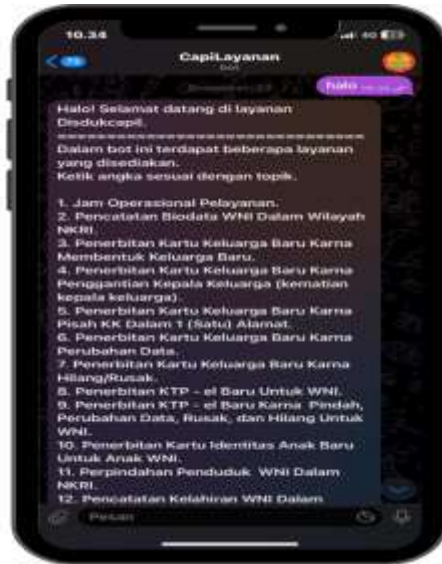 10.34
CapiLayanan
bot
halo
Halo! Selamat datang di layanan
Disdukcapil.
==================================
Dalam bot ini terdapat beberapa layanan
yang disediakan.
Ketik angka sesuai dengan topik.
1. Jam Operasional Pelayanan.
2. Pencatatan Biodata WNI Dalam Wilayah
NKRI.
3. Penerbitan Kartu Keluarga Baru Karna
Membentuk Keluarga Baru.
4. Penerbitan Kartu Keluarga Baru Karna
Penggantian Kepala Keluarga (kematian
kepala keluarga).
5. Penerbitan Kartu Keluarga Baru Karna
Pisah KK Dalam 1 (Satu) Alamat.
6. Penerbitan Kartu Keluarga Baru Karna
Perubahan Data.
7. Penerbitan Kartu Keluarga Baru Karna
Hilang/Rusak.
8. Penerbitan KTP - el Baru Untuk WNI.
9. Penerbitan KTP - el Baru Karna Pindah,
Perubahan Data, Rusak, dan Hilang Untuk
WNI.
10. Penerbitan Kartu Identitas Anak Baru
Untuk Anak WNI.
11. Perpindahan Penduduk WNI Dalam
NKRI.
12. Pencatatan Kelahiran WNI Dalam
Pesan